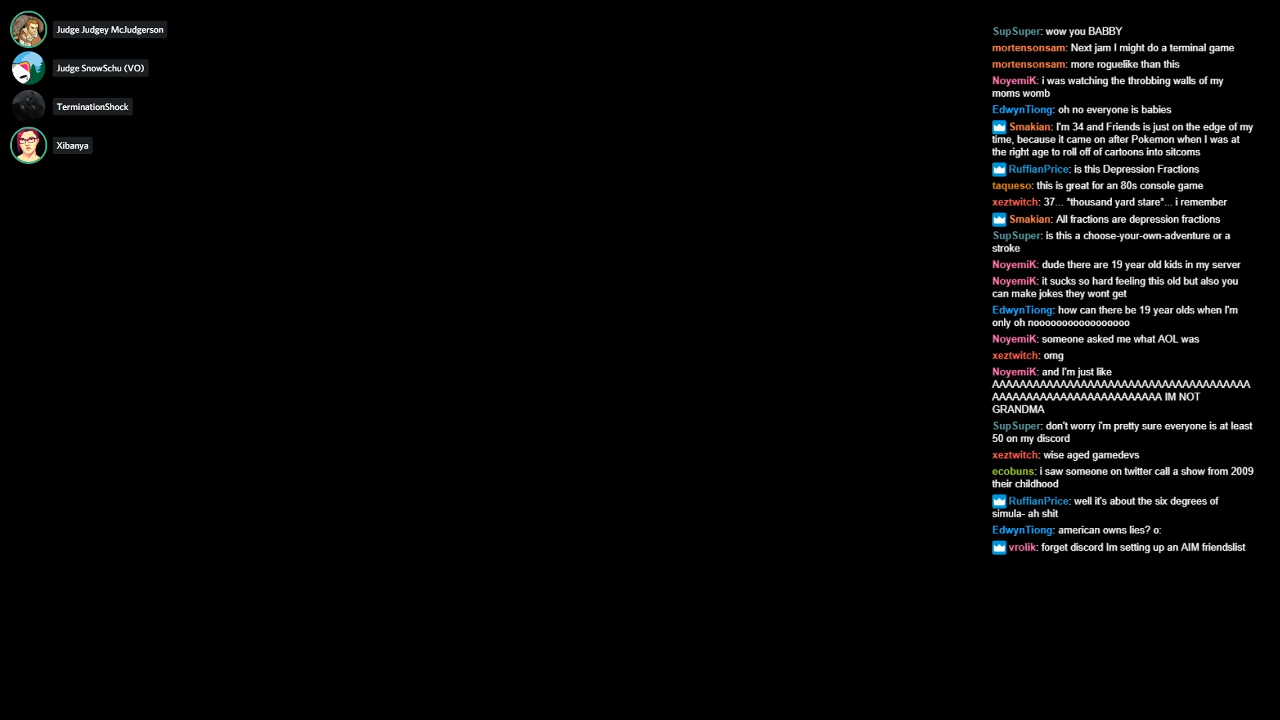 Judge Judgey McJudgerson
Judge SnowSchu (VO)
TerminationShock
Xibanya
SupSuper: wow you BABBY
mortensonsam: Next jam I might do a terminal game
mortensonsam: more roguelike than this
NoyemiK: i was watching the throbbing walls of my
moms womb
EdwynTiong: oh no everyone is babies
Smakian: I'm 34 and Friends is just on the edge of my
time, because it came on after Pokemon when I was at
the right age to roll off of cartoons into sitcoms
RuffianPrice: is this Depression Fractions
taqueso: this is great for an 80s console game
xeztwitch: 37... *thousand yard stare*... i remember
Smakian: All fractions are depression fractions
SupSuper: is this a choose-your-own-adventure or a
stroke
NoyemiK: dude there are 19 year old kids in my server
NoyemiK: it sucks so hard feeling this old but also you
can make jokes they wont get
EdwynTiong: how can there be 19 year olds when I'm
only oh nooooooooooooooooo
NoyemiK: someone asked me what AOL was
xeztwitch: omg
NoyemiK: and I'm just like
AAAAAAAAAAAAAAAAAAAAAAAAAAAAAAAAAAAAAA
AAAAAAAAAAAAAAAAAAAAAAAAA IM NOT
GRANDMA
SupSuper: don't worry i'm pretty sure everyone is at least
50 on my discord
xeztwitch: wise aged gamedevs
ecobuns: i saw someone on twitter call a show from 2009
their childhood
RuffianPrice: well it's about the six degrees of
simula- ah shit
EdwynTiong: american owns lies? o:
vrolik: forget discord Im setting up an AIM friendslist